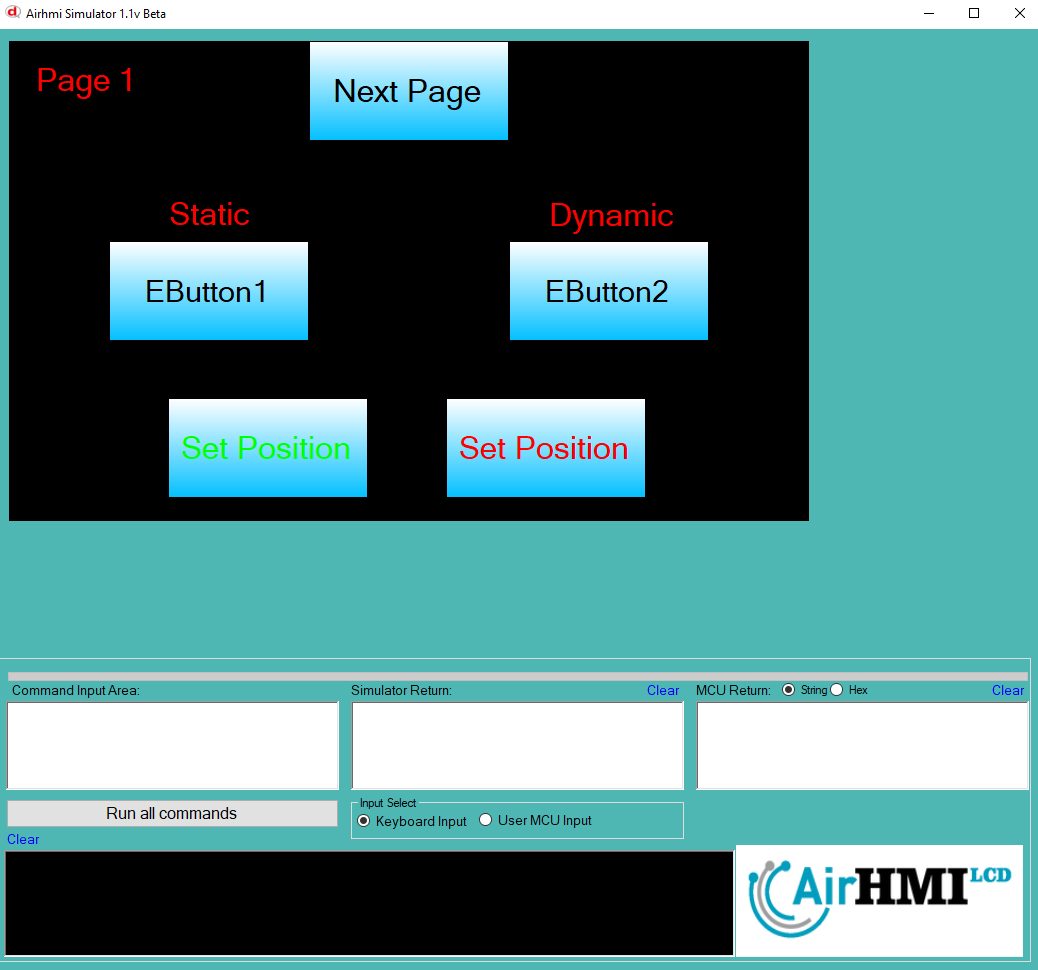 Airhmi Simulator 1.1v Beta
Page 1
Next Page
Static
Dynamic
EButton1
EButton2
Set Position
Set Position
Command Input Area:
Simulator Return:
Clear
MCU Return:
String
Hex
Clear
Run all commands
Input Select
Keyboard Input
User MCU Input
Clear
AirHMI LCD